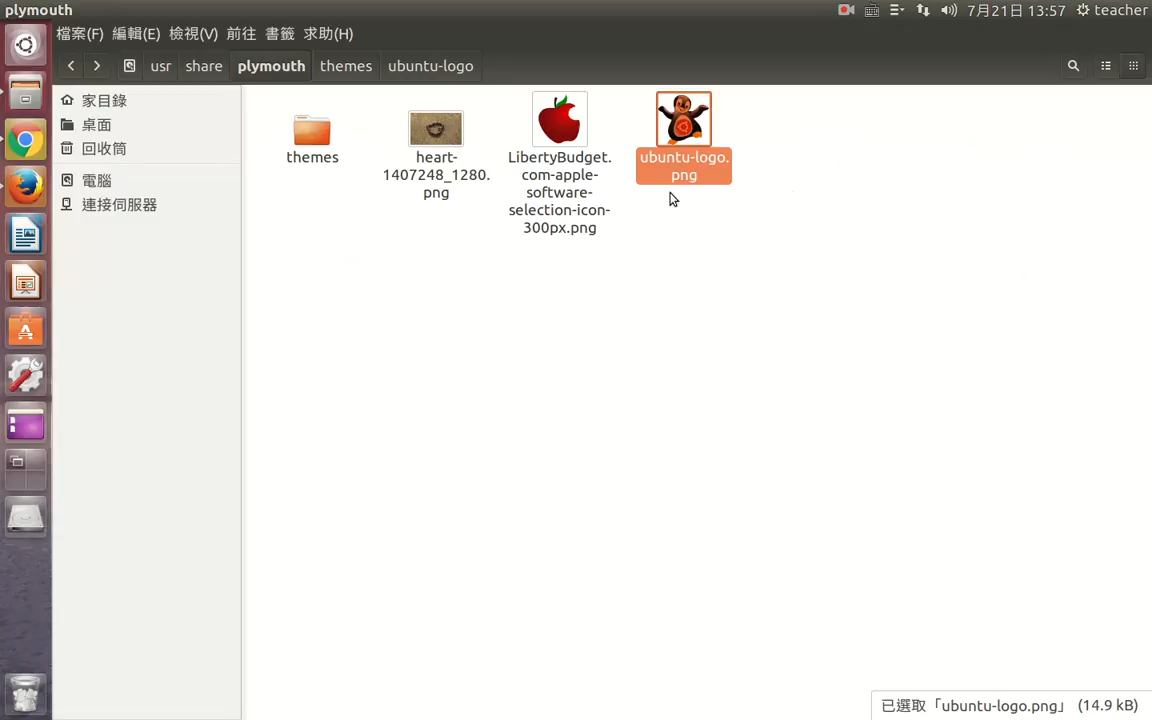 plymouth
7月21日 13:57 teacher
檔案(F) 編輯(E) 檢視(V) 前往 書籤 求助(H)
usr share plymouth themes ubuntu-logo
家目錄
桌面
回收筒
電腦
連接伺服器
themes
heart-
1407248_1280.
png
LibertyBudget.
com-apple-
software-
selection-icon-
300px.png
ubuntu-logo.
png
已選取「ubuntu-logo.png」 (14.9 kB)